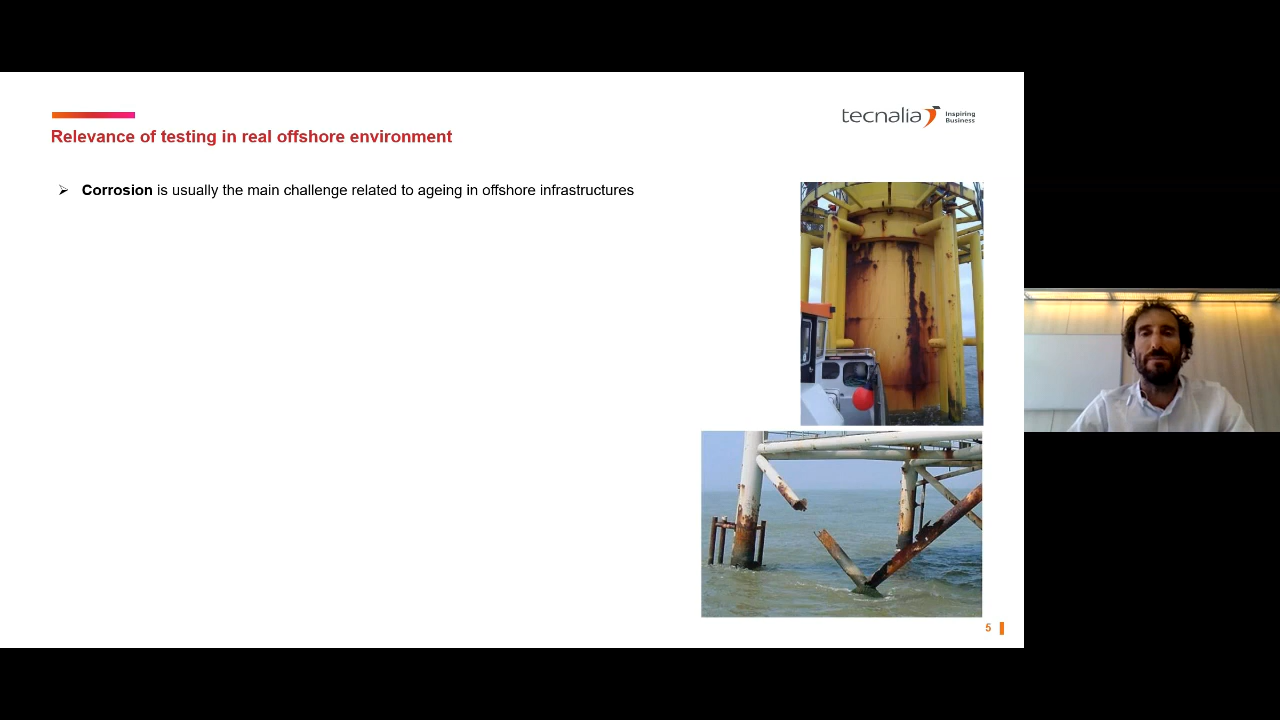 tecnalia Inspiring
Business
Relevance of testing in real offshore environment
➢ Corrosion is usually the main challenge related to ageing in offshore infrastructures
5